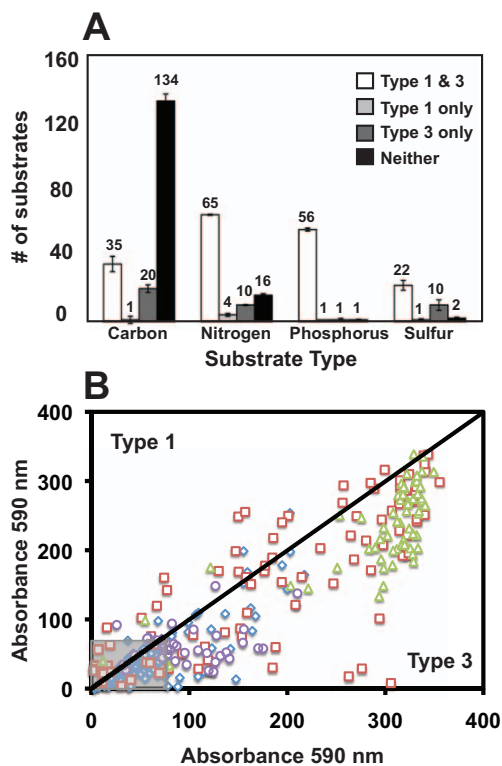 A
160
120
80
40
0
# of substrates
Type 1 & 3
Type 1 only
Type 3 only
Neither
35
1
20
134
65
4
10
16
56
1
1
1
22
1
10
2
Carbon
Nitrogen
Phosphorus
Sulfur
Substrate Type
B
400
300
200
100
0
Absorbance 590 nm
Type 1
Type 3
0
100
200
300
400
Absorbance 590 nm